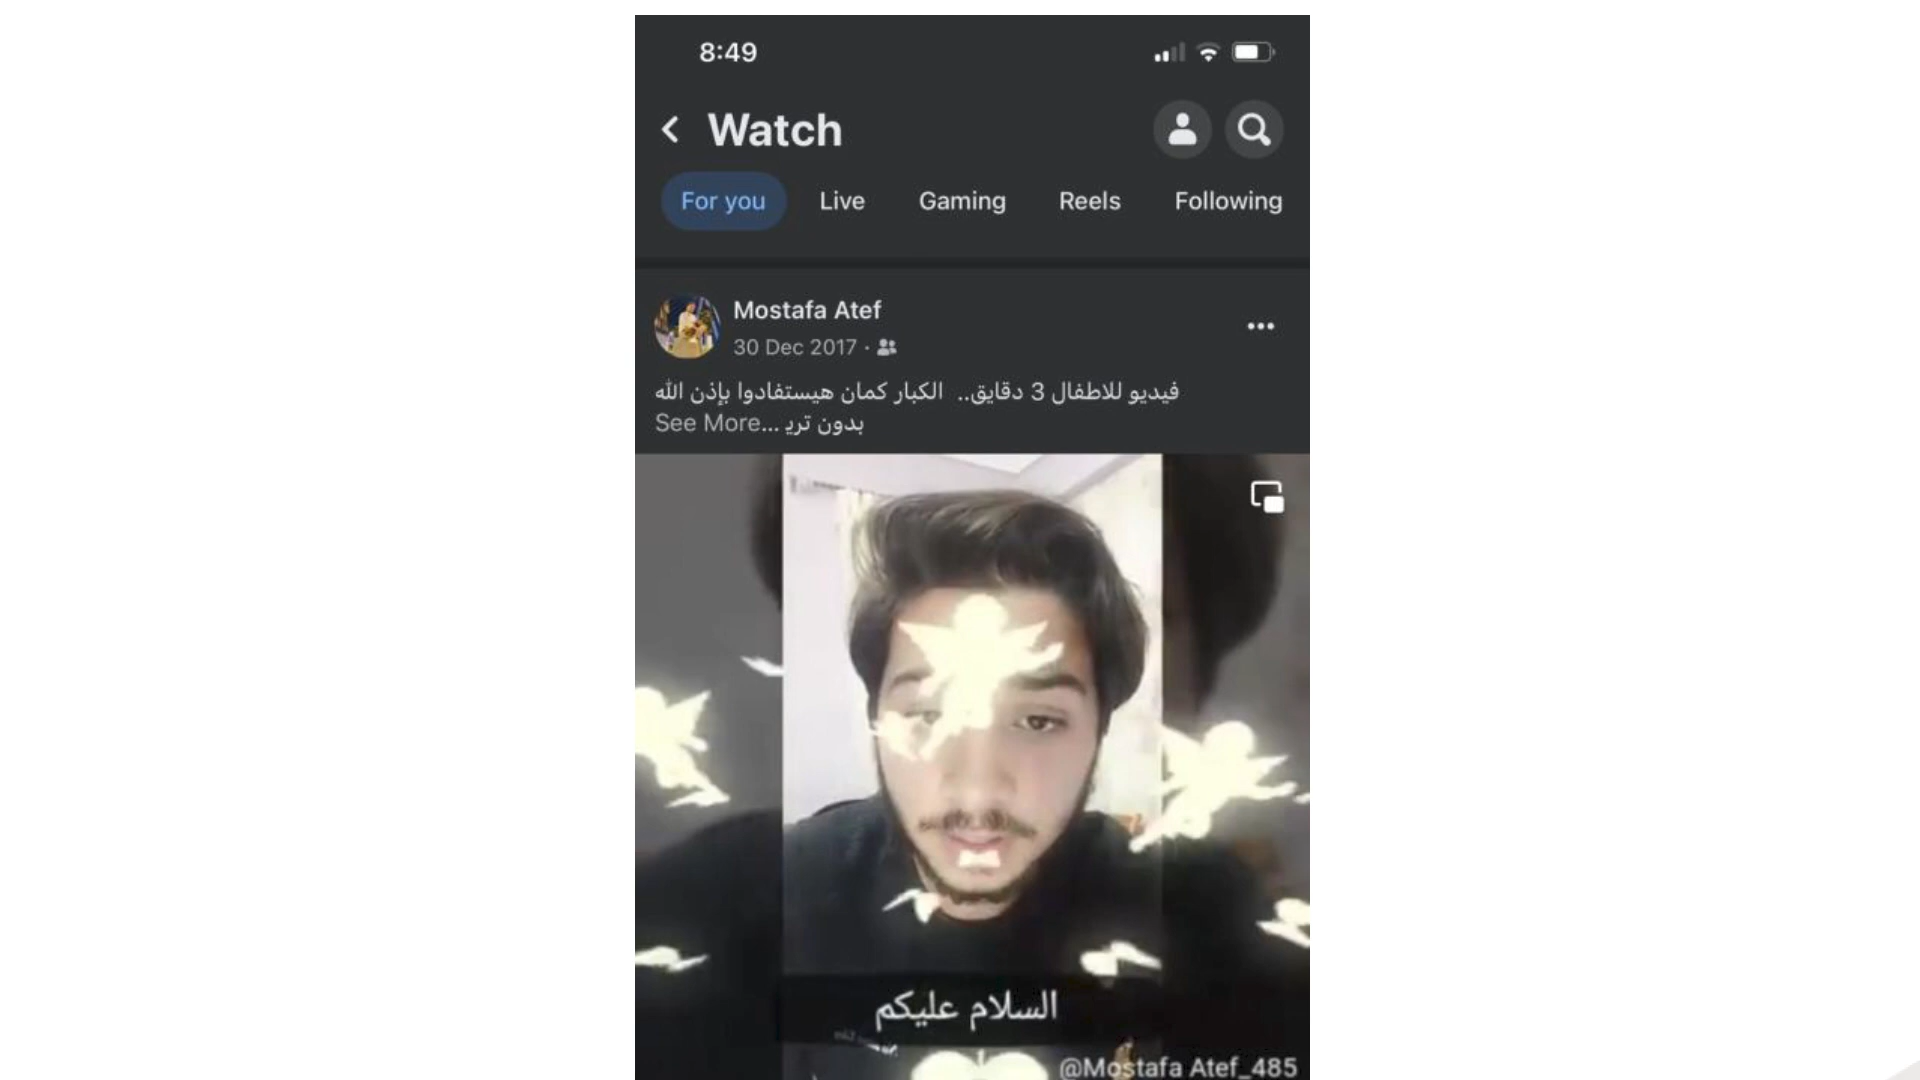 8:49
Watch
For you
Live
Gaming
Reels
Following
Mostafa Atef
30 Dec 2017 ·
فيديو للاطفال 3 دقايق.. الكبار كمان هيستفادوا بإذن الله
بدون تريـ ... See More
السلام عليكم
@Mostafa Atef_485